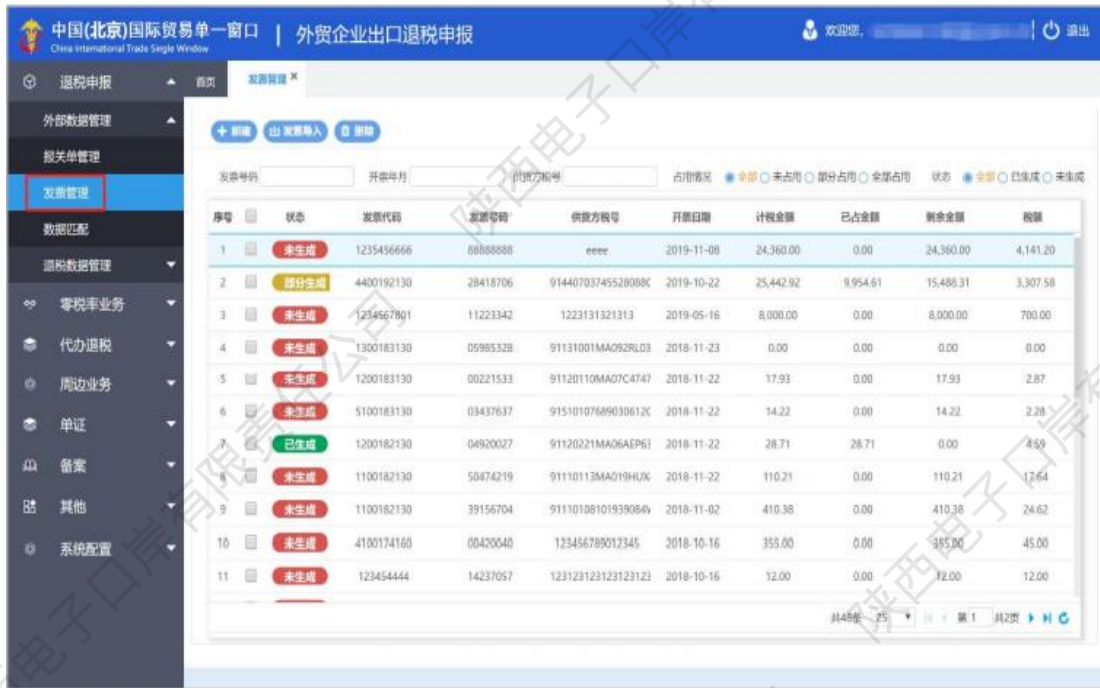 中国(北京)国际贸易单一窗口 | 外贸企业出口退税申报 欢迎您, 退出
China International Trade Single Window
退税申报 首页 发票管理 ×
外部数据管理
报关单管理
发票管理
数据匹配
退税数据管理
零税率业务
代办退税
周边业务
单证
备案
其他
系统配置
新建 发票导入 删除
发票号码 开票年月 供货方税号 占用情况 全部 未占用 部分占用 全部占用 状态 全部 已生成 未生成
序号 状态 发票代码 发票号码 供货方税号 开票日期 计税金额 已占金额 剩余金额 税额
1 未生成 1235456666 88888888 eeee 2019-11-08 24,360.00 0.00 24,360.00 4,141.20
2 部分生成 4400192130 28418706 2019-10-22 25,442.92 9,954.61 15,488.31 3,307.58
3 未生成 1234567801 11223342 1223131321313 2019-05-16 8,000.00 0.00 8,000.00 700.00
4 未生成 1300183130 05985328 91131001MA092RL03 2018-11-23 0.00 0.00 0.00 0.00
5 未生成 1200183130 00221533 91120110MA07C4747 2018-11-22 17.93 0.00 17.93 2.87
6 未生成 5100183130 03437637 2018-11-22 14.22 0.00 14.22 2.28
7 已生成 1200182130 04920027 2018-11-22 28.71 28.71 0.00 4.59
8 未生成 1100182130 50474219 2018-11-22 110.21 0.00 110.21 17.64
9 未生成 1100182130 39156704 2018-11-02 410.38 0.00 410.38 24.62
10 未生成 4100174160 00420040 123456789012345 2018-10-16 355.00 0.00 355.00 45.00
11 未生成 123454444 14237057 123123123123123123 2018-10-16 12.00 0.00 12.00 12.00
共48条 25 第 1 共2页
陕西电子口岸有限责任公司